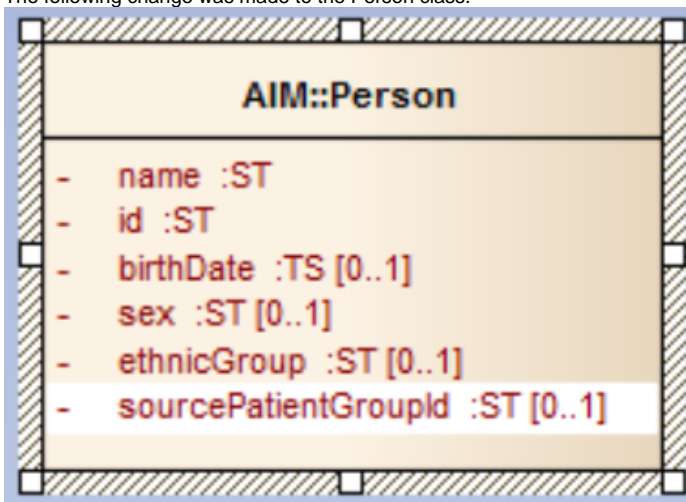 The following change was made to the Person class.
AIM::Person
- name :ST
- id :ST
- birthDate :TS [0..1]
- sex :ST [0..1]
- ethnicGroup :ST [0..1]
- sourcePatientGroupId :ST [0..1]